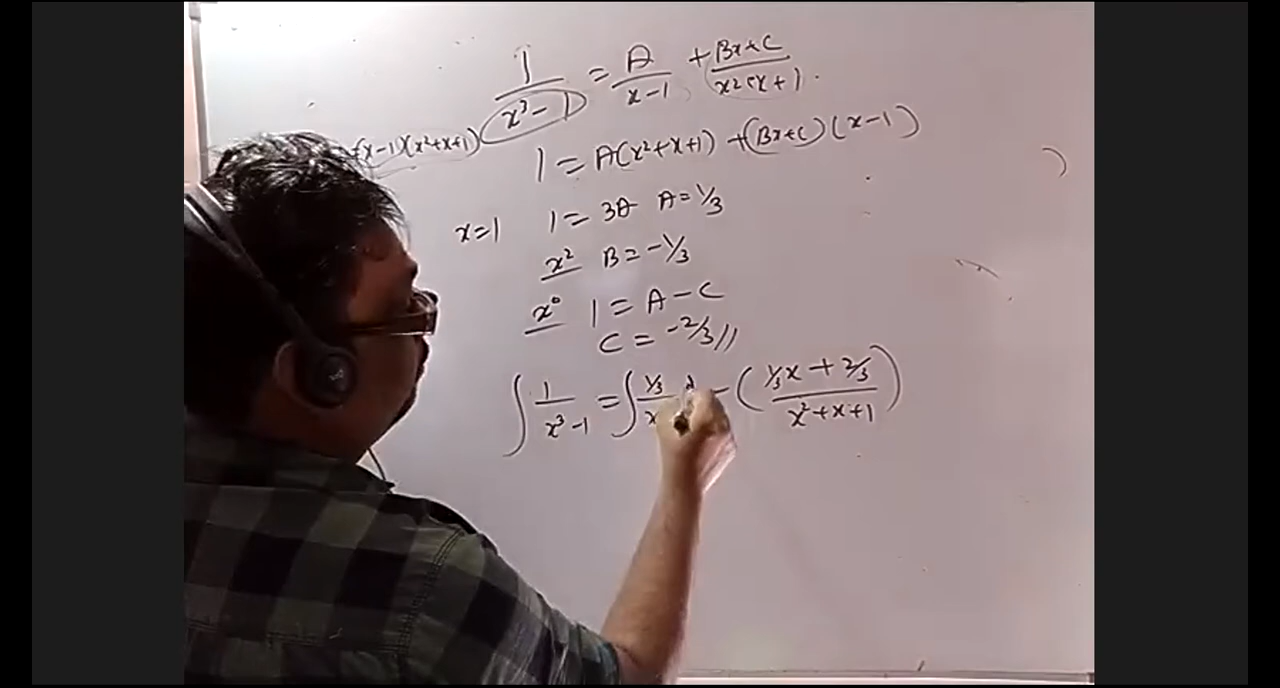 1/(x³ - 1) = A/(x-1) + (Bx+C)/(x²+x+1).
(x-1)(x²+x+1)
1 = A(x²+x+1) + (Bx+C)(x-1)
x=1 1 = 3A A = 1/3
x² B = -1/3
x⁰ 1 = A - C
C = -2/3 //
∫ 1/(x³-1) = ∫ (1/3)/x - ((1/3x + 2/3)/(x²+x+1))